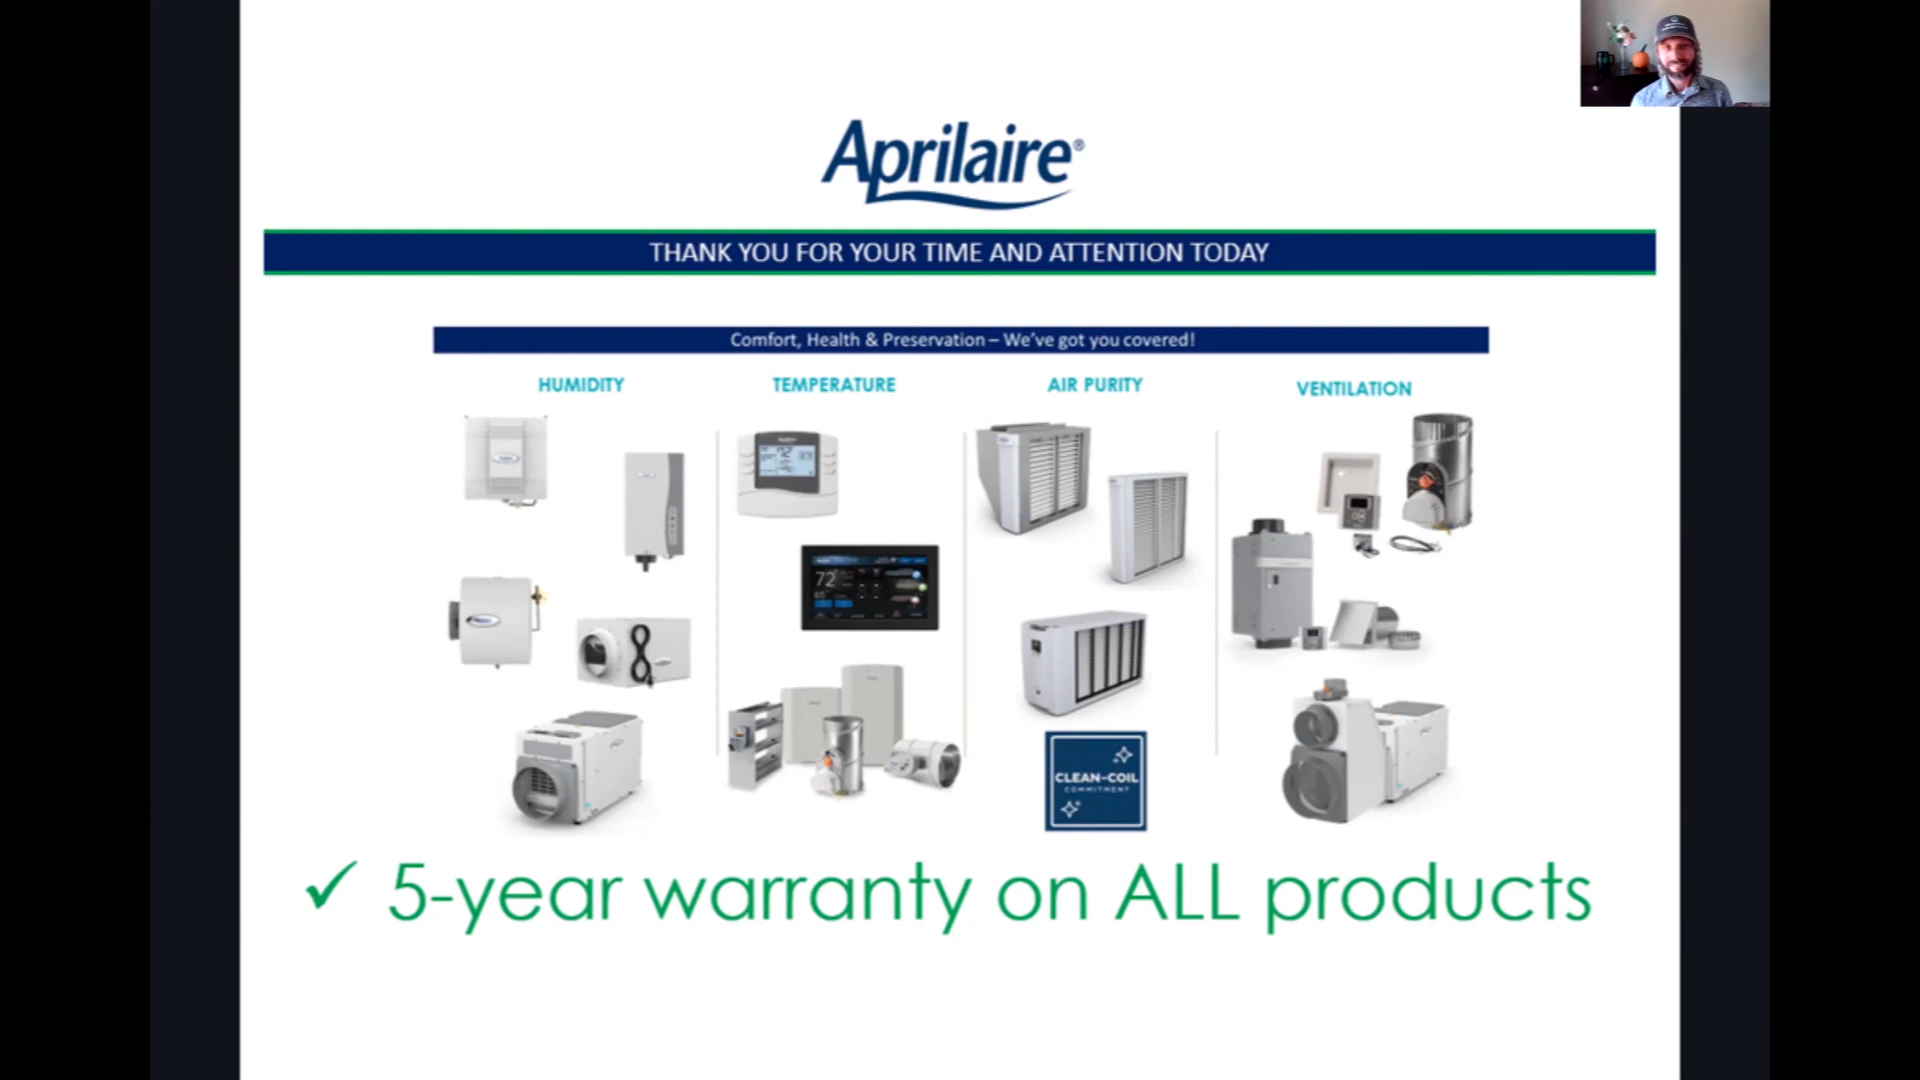 Aprilaire®
THANK YOU FOR YOUR TIME AND ATTENTION TODAY
Comfort, Health & Preservation – We've got you covered!
HUMIDITY
TEMPERATURE
AIR PURITY
VENTILATION
72
72°
CLEAN-COIL
COMMITMENT
✓ 5-year warranty on ALL products